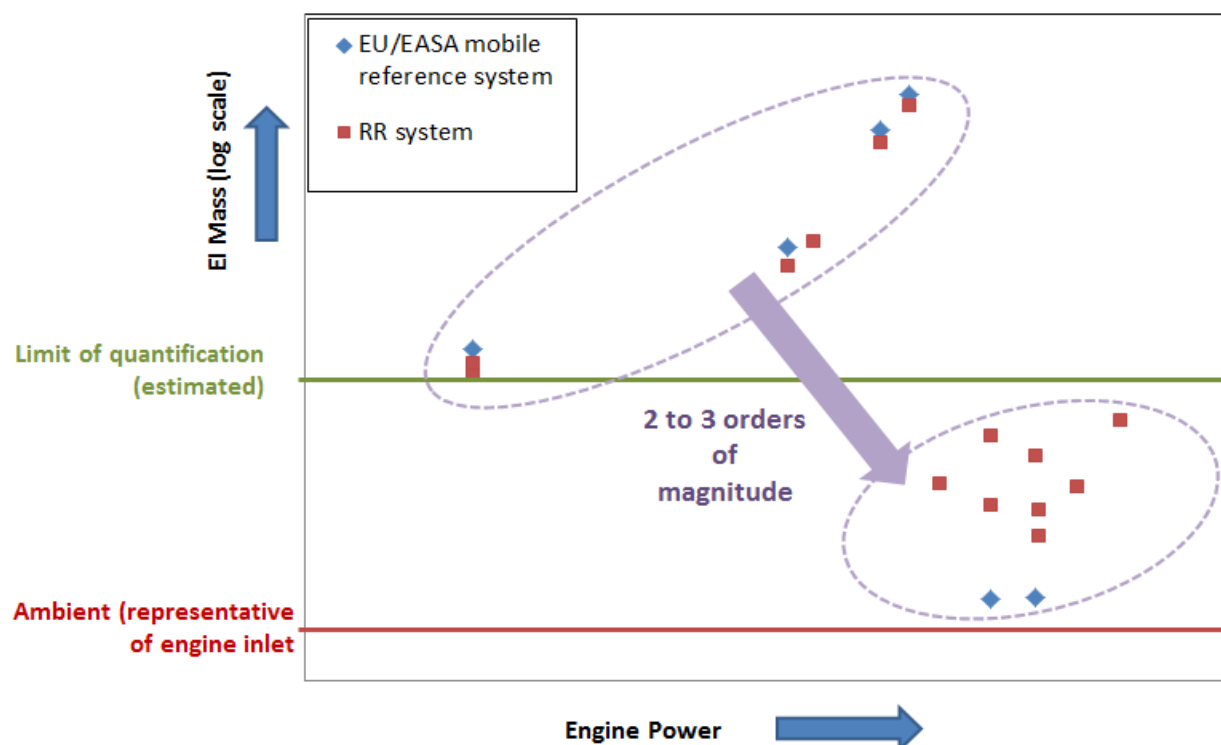 EU/EASA mobile
reference system
RR system
EI Mass (log scale)
Limit of quantification
(estimated)
2 to 3 orders
of
magnitude
Ambient (representative
of engine inlet
Engine Power